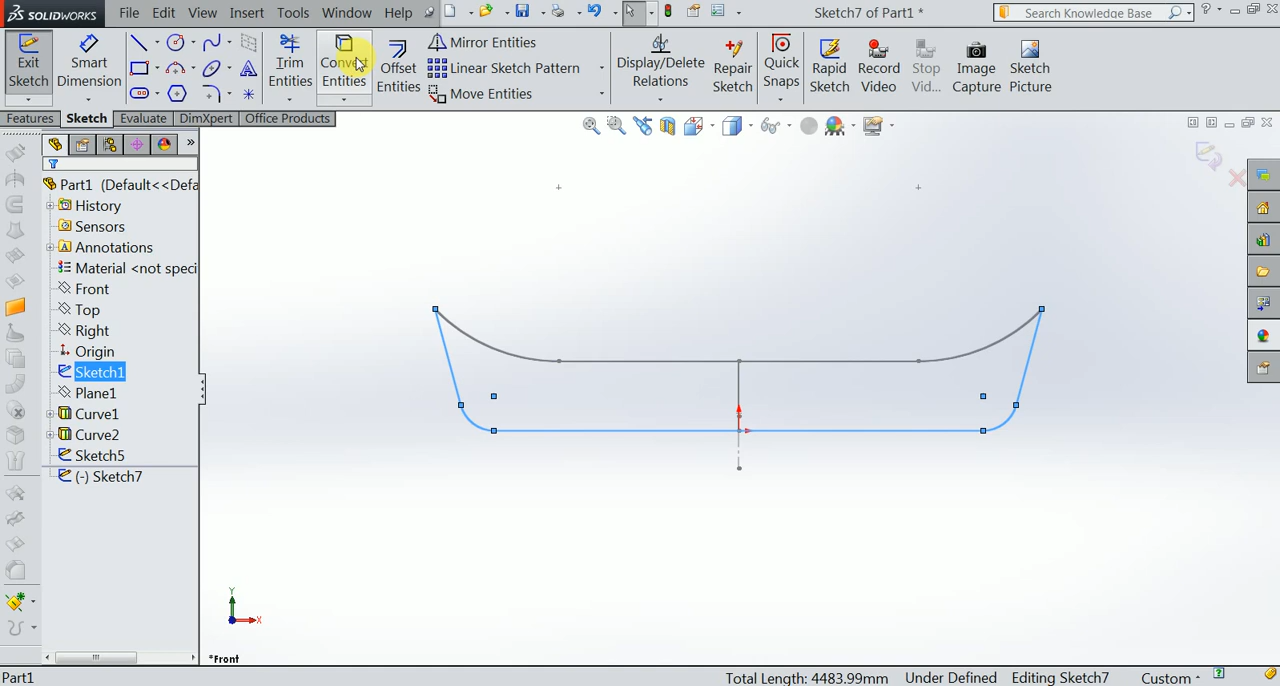 SOLIDWORKS File Edit View Insert Tools Window Help Sketch7 of Part1 * Search Knowledge Base ?
Exit Sketch Smart Dimension Trim Entities Convert Entities Offset Entities Mirror Entities Linear Sketch Pattern Move Entities Display/Delete Relations Repair Sketch Quick Snaps Rapid Sketch Record Video Stop Vid... Image Capture Sketch Picture
Features Sketch Evaluate DimXpert Office Products
Part1 (Default<<Defa
History
Sensors
Annotations
Material <not speci
Front
Top
Right
Origin
Sketch1
Plane1
Curve1
Curve2
Sketch5
(-) Sketch7
Y
X
*Front
Part1 Total Length: 4483.99mm Under Defined Editing Sketch7 Custom